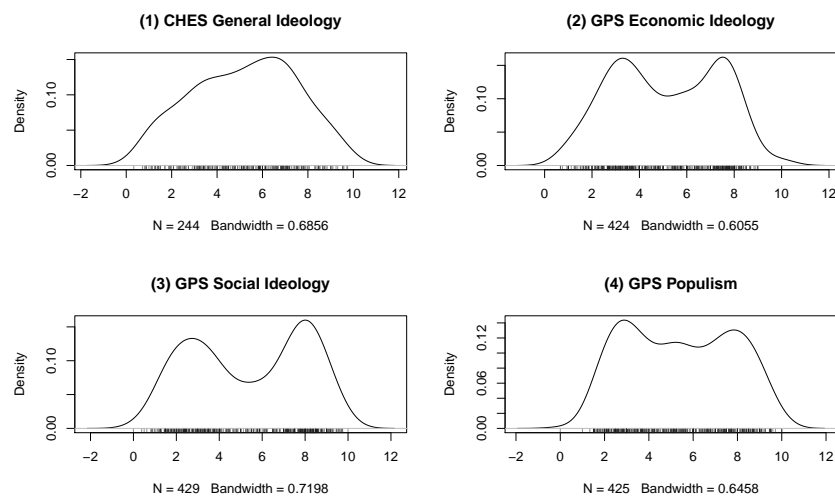 (1) CHES General Ideology
Density
0.00 0.10
−2 0 2 4 6 8 10 12
N = 244 Bandwidth = 0.6856
(2) GPS Economic Ideology
Density
0.00 0.10
0 2 4 6 8 10 12
N = 424 Bandwidth = 0.6055
(3) GPS Social Ideology
Density
0.00 0.10
−2 0 2 4 6 8 10 12
N = 429 Bandwidth = 0.7198
(4) GPS Populism
Density
0.00 0.06 0.12
−2 0 2 4 6 8 10 12
N = 425 Bandwidth = 0.6458